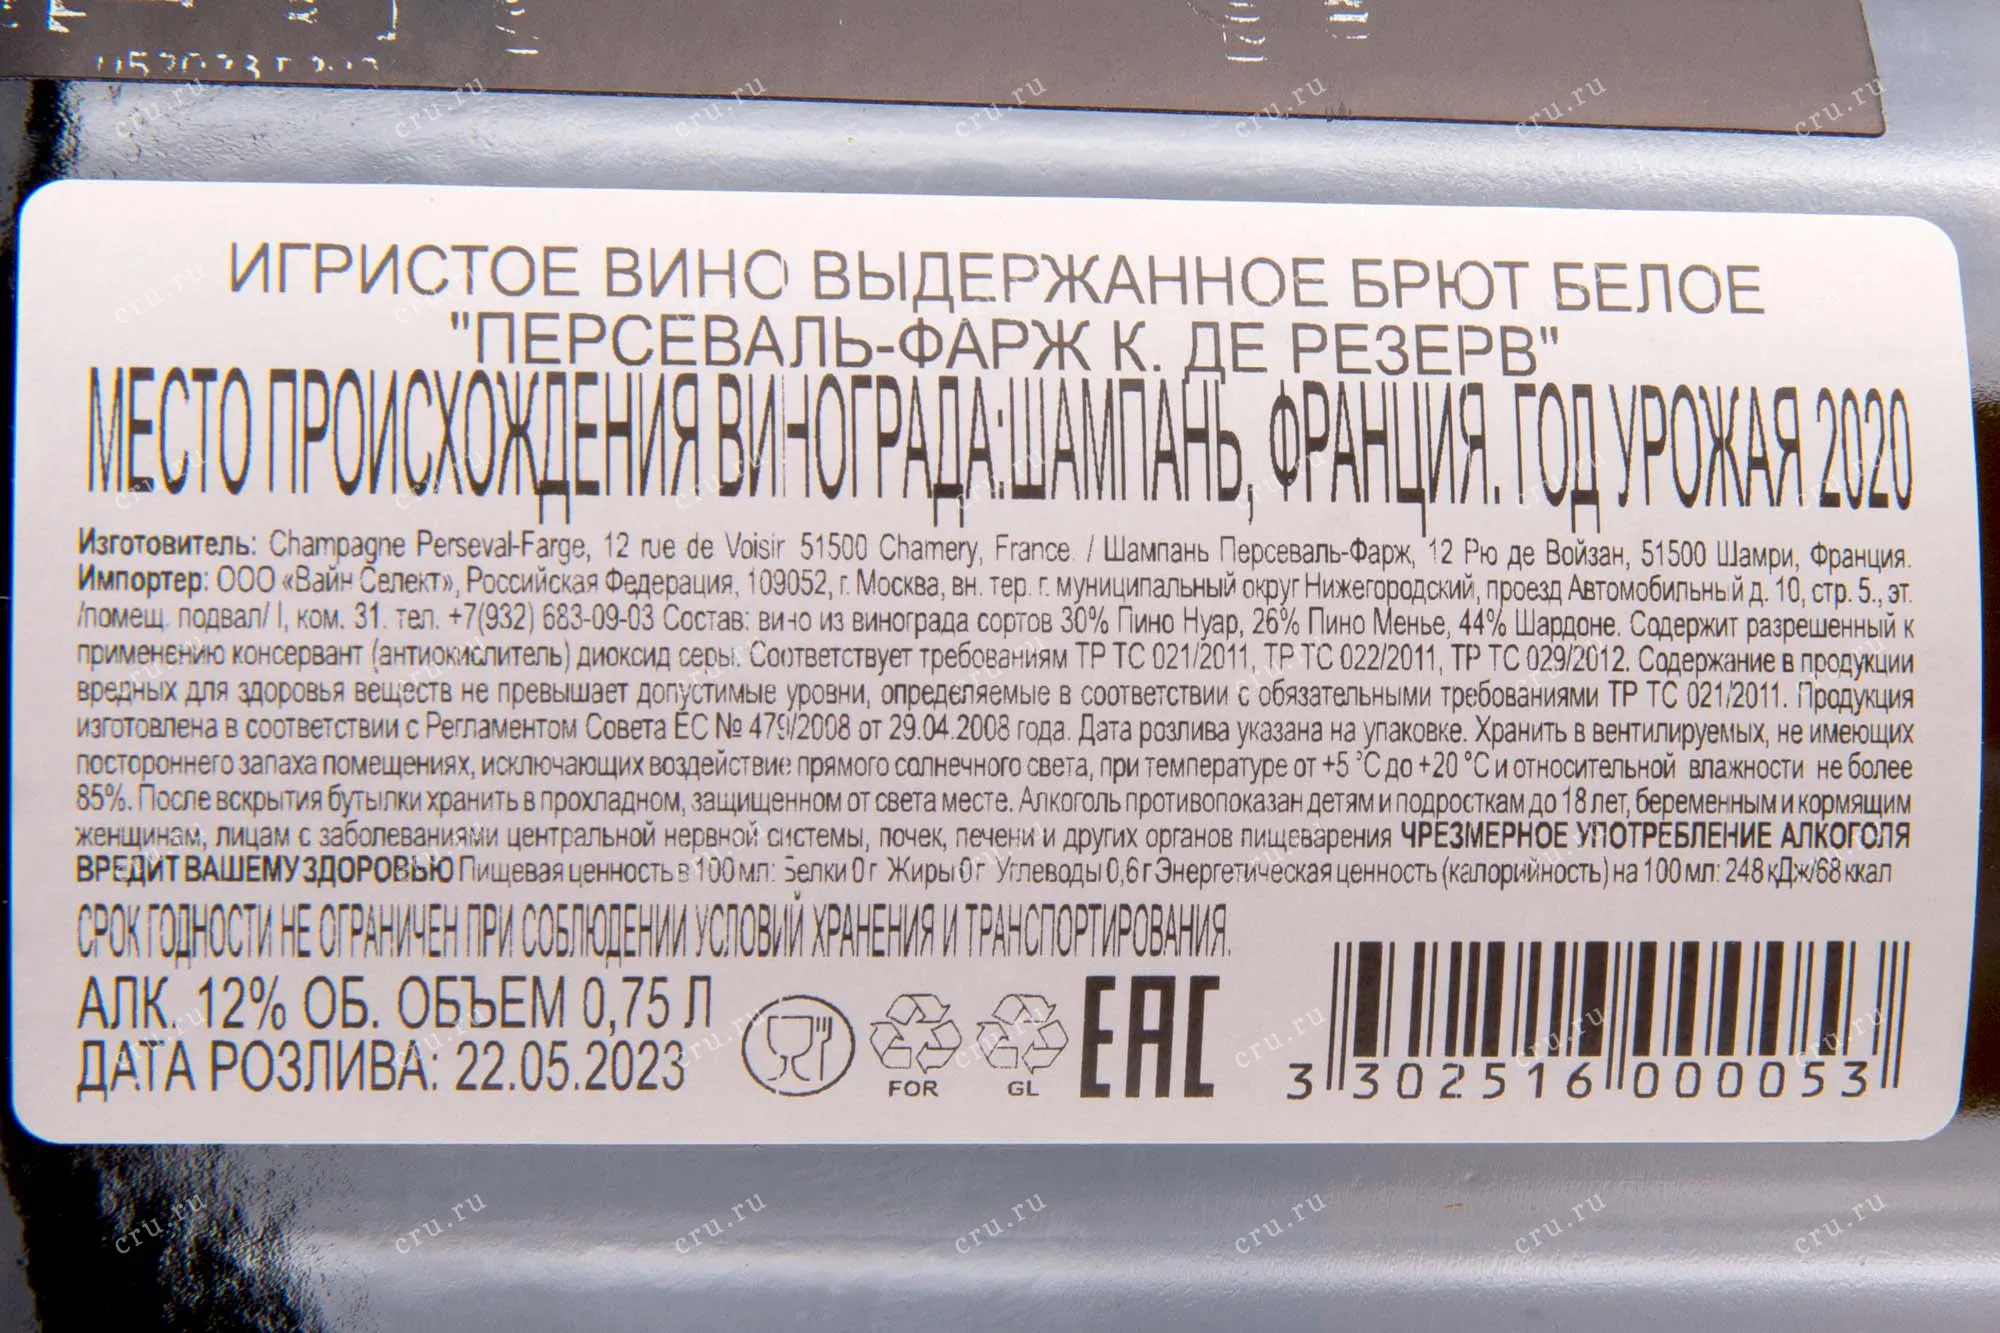 ИГРИСТОЕ ВИНО ВЫДЕРЖАННОЕ БРЮТ БЕЛОЕ
"ПЕРСЕВАЛЬ-ФАРЖ К. ДЕ РЕЗЕРВ"
МЕСТО ПРОИСХОЖДЕНИЯ ВИНОГРАДА:ШАМПАНЬ, ФРАНЦИЯ. ГОД УРОЖАЯ 2020
Изготовитель: Champagne Perseval-Farge, 12 rue de Voisir 51500 Chamery, France. / Шампань Персеваль-Фарж, 12 Рю де Войзан, 51500 Шамри, Франция.
Импортер: ООО «Вайн Селект», Российская Федерация, 109052, г. Москва, вн. тер. г. муниципальный округ Нижегородский, проезд Автомобильный д. 10, стр. 5., эт.
/помещ. подвал/ I, ком. 31. тел. +7(932) 683-09-03 Состав: вино из винограда сортов 30% Пино Нуар, 26% Пино Менье, 44% Шардоне. Содержит разрешенный к
применению консервант (антиокислитель) диоксид серы. Соответствует требованиям ТР ТС 021/2011, ТР ТС 022/2011, ТР ТС 029/2012. Содержание в продукции
вредных для здоровья веществ не превышает допустимые уровни, определяемые в соответствии с обязательными требованиями ТР ТС 021/2011. Продукция
изготовлена в соответствии с Регламентом Совета ЕС № 479/2008 от 29.04.2008 года. Дата розлива указана на упаковке. Хранить в вентилируемых, не имеющих
постороннего запаха помещениях, исключающих воздействие прямого солнечного света, при температуре от +5 °С до +20 °С и относительной влажности не более
85%. После вскрытия бутылки хранить в прохладном, защищенном от света месте. Алкоголь противопоказан детям и подросткам до 18 лет, беременным и кормящим
женщинам, лицам с заболеваниями центральной нервной системы, почек, печени и других органов пищеварения ЧРЕЗМЕРНОЕ УПОТРЕБЛЕНИЕ АЛКОГОЛЯ
ВРЕДИТ ВАШЕМУ ЗДОРОВЬЮ Пищевая ценность в 100 мл: Белки 0 г Жиры 0 г Углеводы 0,6 г Энергетическая ценность (калорийность) на 100 мл: 248 кДж/68 ккал
СРОК ГОДНОСТИ НЕ ОГРАНИЧЕН ПРИ СОБЛЮДЕНИИ УСЛОВИЙ ХРАНЕНИЯ И ТРАНСПОРТИРОВАНИЯ.
АЛК. 12% ОБ. ОБЪЕМ 0,75 Л
ДАТА РОЗЛИВА: 22.05.2023
FOR
GL
EAC
3 302516 000053
cru.ru